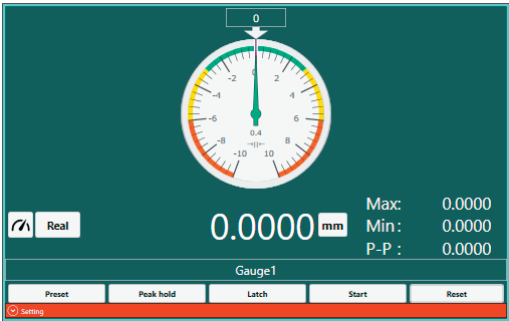 0
-2 0 2
-4 4
-6 6
-8 0.4 8
-10 →||← 10
Real 0.0000 mm
Max: 0.0000
Min : 0.0000
P-P : 0.0000
Gauge1
Preset Peak hold Latch Start Reset
Setting